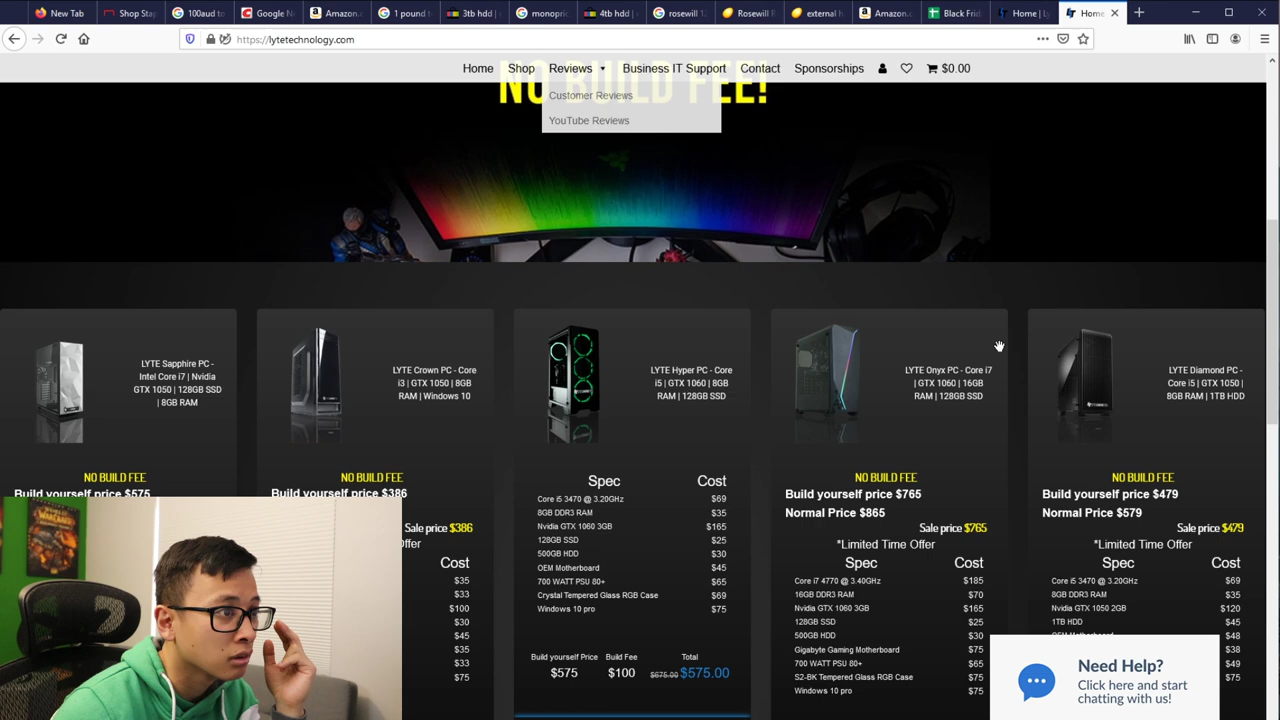 New Tab
Shop Sta
100aud to
Google N
Amazon.c
1 pound t
3tb hdd |
monopric
4tb hdd |
rosewill 1
Rosewill R
external h
Amazon.c
Black Frid
Home | Ly
Home
https://lytetechnology.com
Home Shop Reviews Business IT Support Contact Sponsorships $0.00
NO BUILD FEE!
Customer Reviews
YouTube Reviews
LYTE Sapphire PC -
Intel Core i7 | Nvidia
GTX 1050 | 128GB SSD
| 8GB RAM
NO BUILD FEE
Build yourself price $575
LYTE Crown PC - Core
i3 | GTX 1050 | 8GB
RAM | Windows 10
NO BUILD FEE
Build yourself price $386
Sale price $386
Offer
Cost
$35
$33
$100
$30
$45
$35
$33
$75
LYTE Hyper PC - Core
i5 | GTX 1060 | 8GB
RAM | 128GB SSD
Spec Cost
Core i5 3470 @ 3.20GHz $69
8GB DDR3 RAM $35
Nvidia GTX 1060 3GB $165
128GB SSD $25
500GB HDD $30
OEM Motherboard $45
700 WATT PSU 80+ $65
Crystal Tempered Glass RGB Case $69
Windows 10 pro $75
Build yourself Price Build Fee Total
$575 $100 $675.00 $575.00
LYTE Onyx PC - Core i7
| GTX 1060 | 16GB
RAM | 128GB SSD
NO BUILD FEE
Build yourself price $765
Normal Price $865
Sale price $765
*Limited Time Offer
Spec Cost
Core i7 4770 @ 3.40GHz $185
16GB DDR3 RAM $70
Nvidia GTX 1060 3GB $165
128GB SSD $25
500GB HDD $30
Gigabyte Gaming Motherboard $75
700 WATT PSU 80+ $65
S2-BK Tempered Glass RGB Case $75
Windows 10 pro $75
LYTE Diamond PC -
Core i5 | GTX 1050 |
8GB RAM | 1TB HDD
NO BUILD FEE
Build yourself price $479
Normal Price $579
Sale price $479
*Limited Time Offer
Spec Cost
Core i5 3470 @ 3.20GHz $69
8GB DDR3 RAM $35
Nvidia GTX 1050 2GB $120
1TB HDD $45
$48
$38
$49
$75
Need Help?
Click here and start
chatting with us!